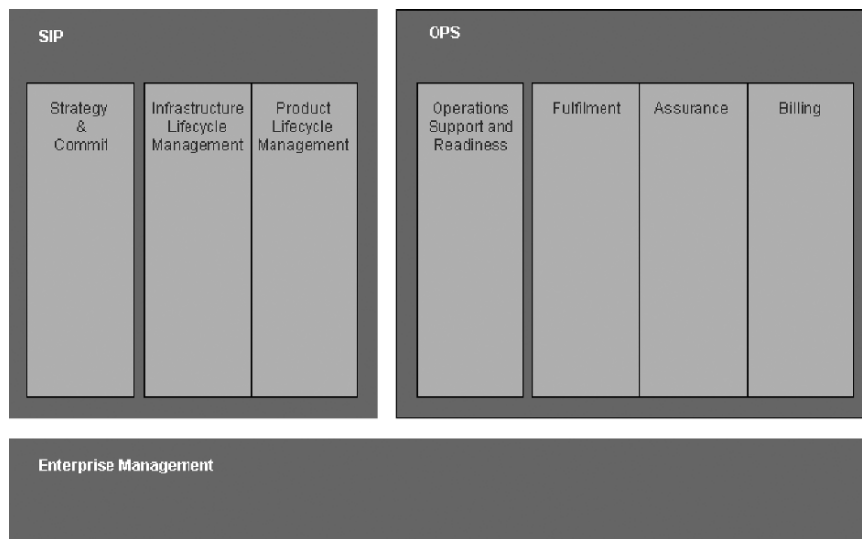 SIP
Strategy
&
Commit
Infrastructure
Lifecycle
Management
Product
Lifecycle
Management
OPS
Operations
Support and
Readiness
Fulfilment
Assurance
Billing
Enterprise Management